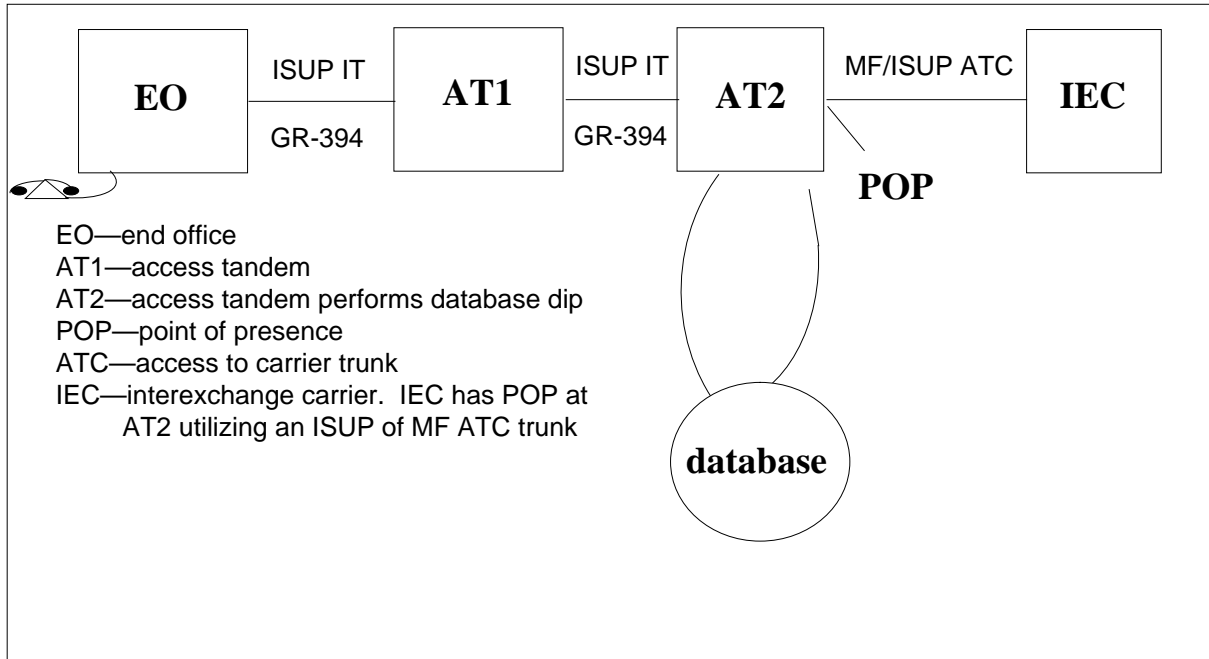 EO
ISUP IT
GR-394
AT1
ISUP IT
GR-394
AT2
MF/ISUP ATC
POP
IEC
EO—end office
AT1—access tandem
AT2—access tandem performs database dip
POP—point of presence
ATC—access to carrier trunk
IEC—interexchange carrier.  IEC has POP at
AT2 utilizing an ISUP of MF ATC trunk
database